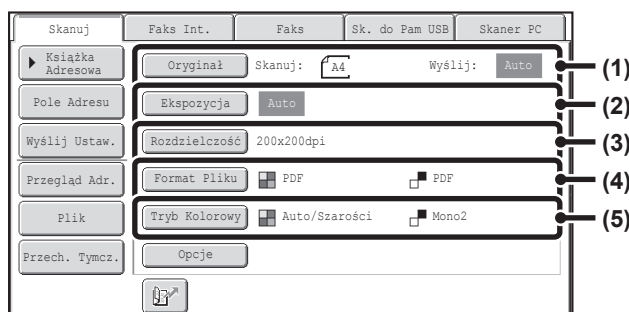 Skanuj Faks Int. Faks Sk. do Pam USB Skaner PC
Książka
Adresowa
Oryginał Skanuj: A4 Wyślij: Auto (1)
Pole Adresu Ekspozycja Auto (2)
Wyślij Ustaw. Rozdzielczość 200x200dpi (3)
Przegląd Adr. Format Pliku PDF PDF (4)
Plik Tryb Kolorowy Auto/Szarości Mono2 (5)
Przech. Tymcz. Opcje